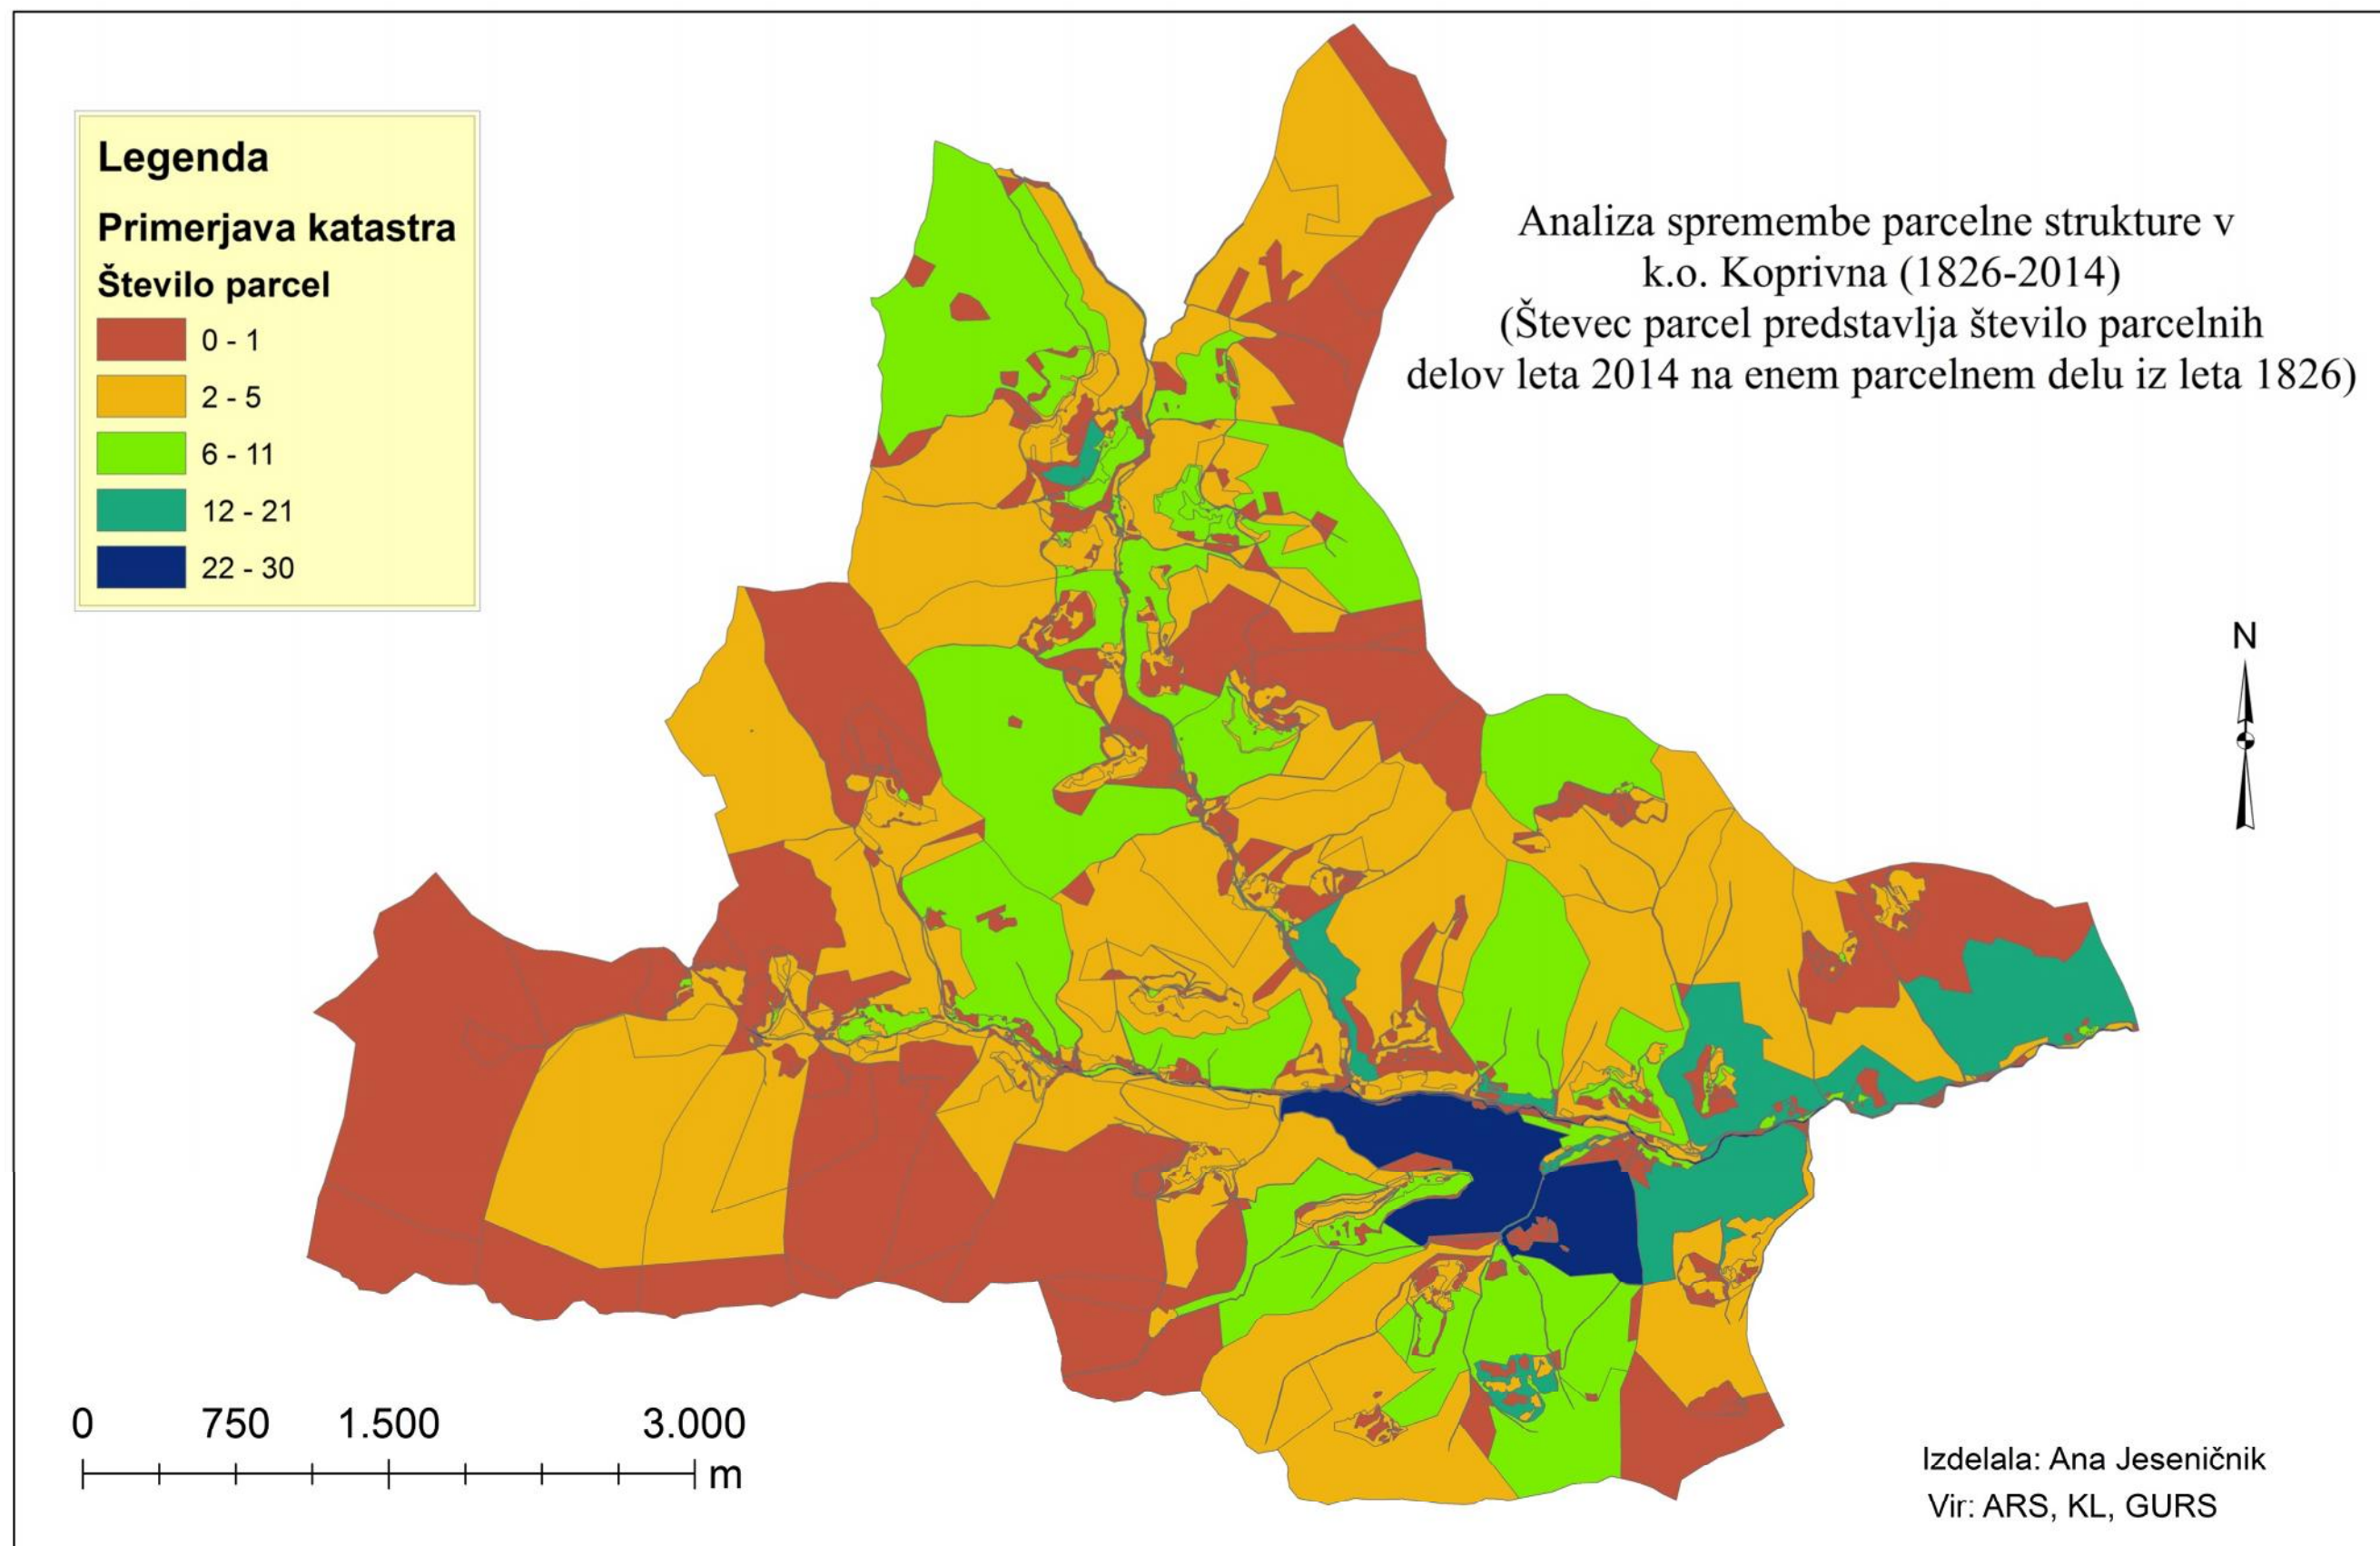 Legenda
Primerjava katastra
Število parcel
0 - 1
2 - 5
6 - 11
12 - 21
22 - 30
Analiza spremembe parcelne strukture v
k.o. Koprivna (1826-2014)
(Števec parcel predstavlja število parcelnih
delov leta 2014 na enem parcelnem delu iz leta 1826)
N
0 750 1.500 3.000
m
Izdelala: Ana Jeseničnik
Vir: ARS, KL, GURS